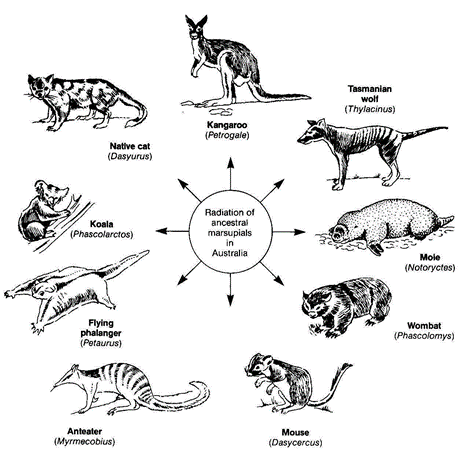 Kangaroo
(Petrogale)
Tasmanian
wolf
(Thylacinus)
Native cat
(Dasyurus)
Radiation of
ancestral
marsupials
in
Australia
Koala
(Phascolarctos)
Mole
(Notoryctes)
Flying
phalanger
(Petaurus)
Wombat
(Phascolomys)
Anteater
(Myrmecobius)
Mouse
(Dasycercus)